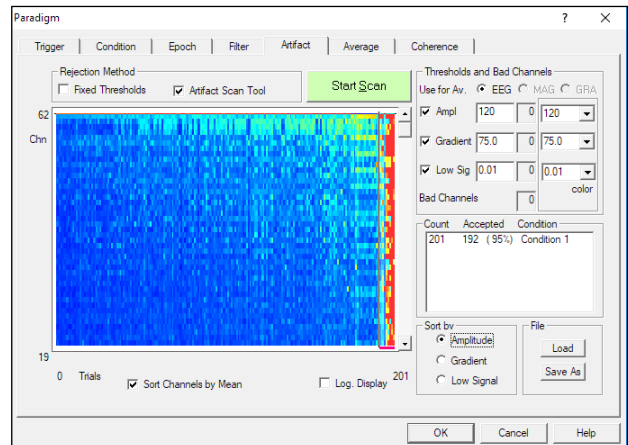 Paradigm ? ×
Trigger Condition Epoch Filter Artifact Average Coherence
Rejection Method
Fixed Thresholds Artifact Scan Tool
Start Scan
62
Chn
19
0 Trials 201
Sort Channels by Mean Log. Display
Thresholds and Bad Channels
Use for Av. EEG MAG GRA
Ampl 120 0 120
Gradient 75.0 0 75.0
Low Sig 0.01 0 0.01
color
Bad Channels 0
Count Accepted Condition
201 192 (95%) Condition 1
Sort by
Amplitude
Gradient
Low Signal
File
Load
Save As
OK Cancel Help